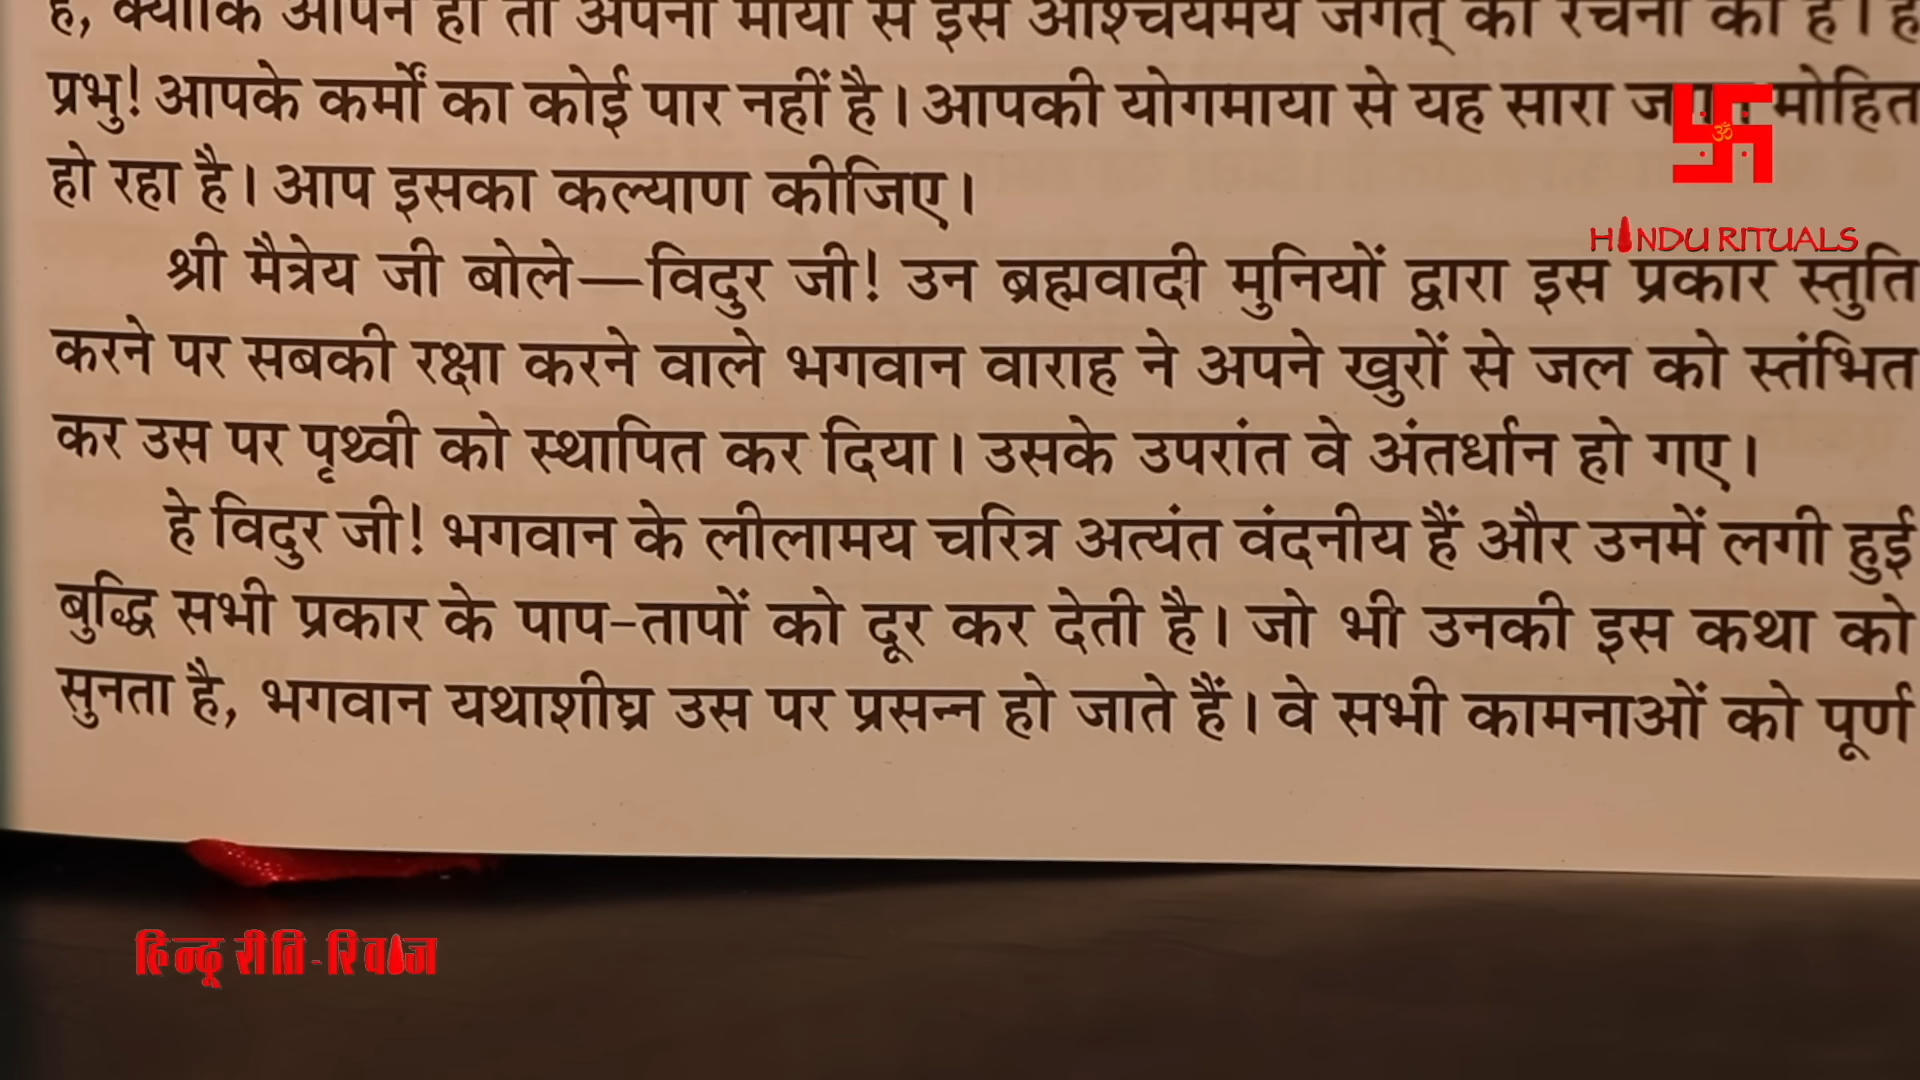 है, क्योंकि आपने ही तो अपनी माया से इस आश्चर्यमय जगत् की रचना की है। हे
प्रभु! आपके कर्मों का कोई पार नहीं है। आपकी योगमाया से यह सारा मोहित
हो रहा है। आप इसका कल्याण कीजिए।
HINDU RITUALS
श्री मैत्रेय जी बोले—विदुर जी! उन ब्रह्मवादी मुनियों द्वारा इस प्रकार स्तुति
करने पर सबकी रक्षा करने वाले भगवान वाराह ने अपने खुरों से जल को स्तंभित
कर उस पर पृथ्वी को स्थापित कर दिया। उसके उपरांत वे अंतर्धान हो गए।
हे विदुर जी! भगवान के लीलामय चरित्र अत्यंत वंदनीय हैं और उनमें लगी हुई
बुद्धि सभी प्रकार के पाप-तापों को दूर कर देती है। जो भी उनकी इस कथा को
सुनता है, भगवान यथाशीघ्र उस पर प्रसन्न हो जाते हैं। वे सभी कामनाओं को पूर्ण
हिन्दू रीति-रिवाज